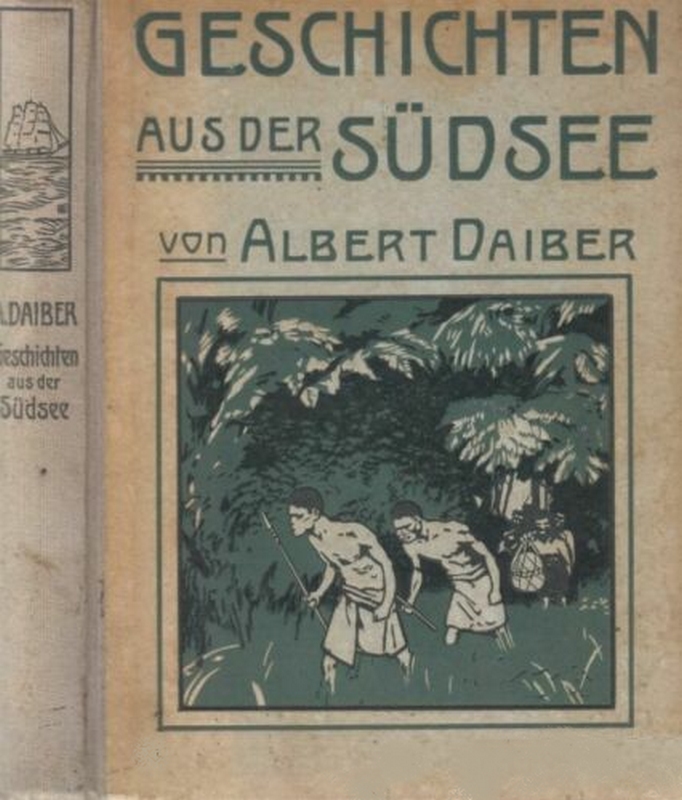 GESCHICHTEN
AUS DER SÜDSEE
von ALBERT DAIBER
A.DAIBER
Geschichten
aus der
Südsee